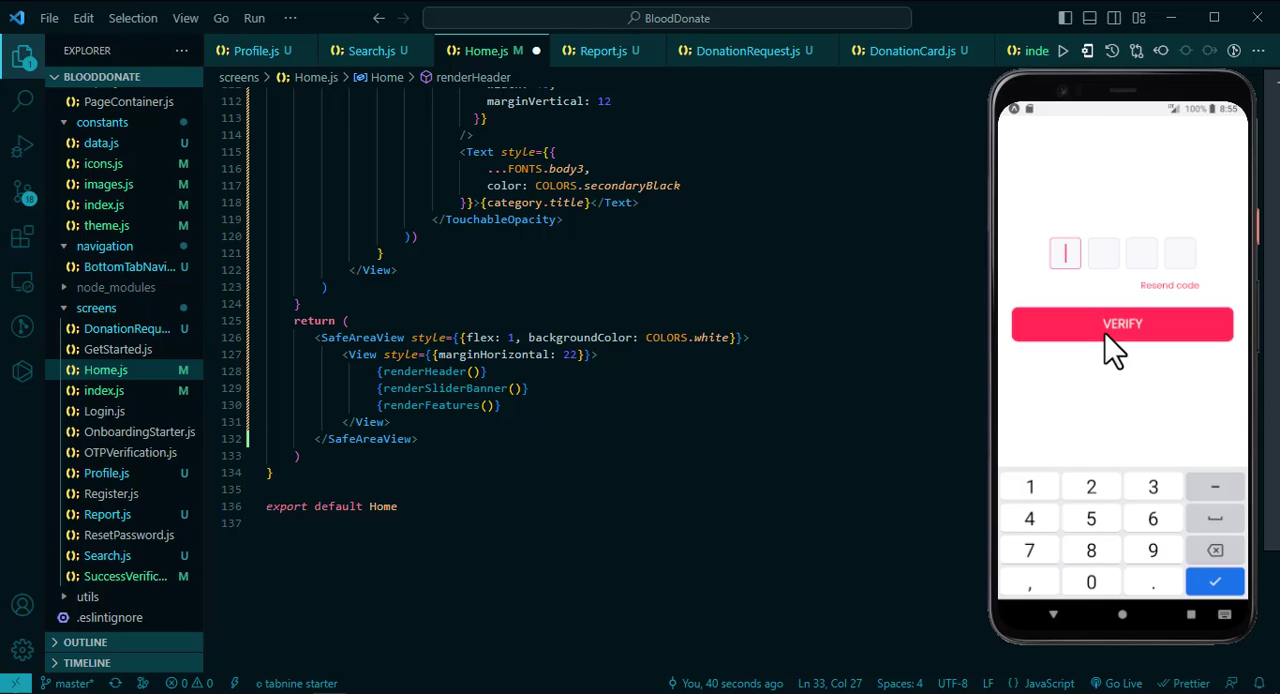 File Edit Selection View Go Run ··· BloodDonate
EXPLORER ···
Profile.js U Search.js U Home.js M Report.js U DonationRequest.js U DonationCard.js U inde
screens > Home.js > Home > renderHeader
BLOODDONATE
PageContainer.js
constants
data.js U
icons.js M
images.js M
index.js M
theme.js M
navigation
BottomTabNavi... U
node_modules
screens
DonationRequ... U
GetStarted.js
Home.js M
index.js M
Login.js
OnboardingStarter.js
OTPVerification.js
Profile.js U
Register.js
Report.js U
ResetPassword.js
Search.js U
SuccessVerific... M
utils
.eslintignore
OUTLINE
TIMELINE
112 marginVertical: 12
113 }}
114 />
115 <Text style={{
116 ...FONTS.body3,
117 color: COLORS.secondaryBlack
118 }}>{category.title}</Text>
119 </TouchableOpacity>
120 ))
121 }
122 </View>
123 )
124 }
125 return (
126 <SafeAreaView style={{flex: 1, backgroundColor: COLORS.white}}>
127 <View style={{marginHorizontal: 22}}>
128 {renderHeader()}
129 {renderSliderBanner()}
130 {renderFeatures()}
131 </View>
132 </SafeAreaView>
133 )
134 }
135
136 export default Home
137
100% 8:55
Resend code
VERIFY
1 2 3 −
4 5 6
7 8 9
, 0 .
master* 0 0 tabnine starter You, 40 seconds ago Ln 33, Col 27 Spaces: 4 UTF-8 LF {} JavaScript Go Live Prettier